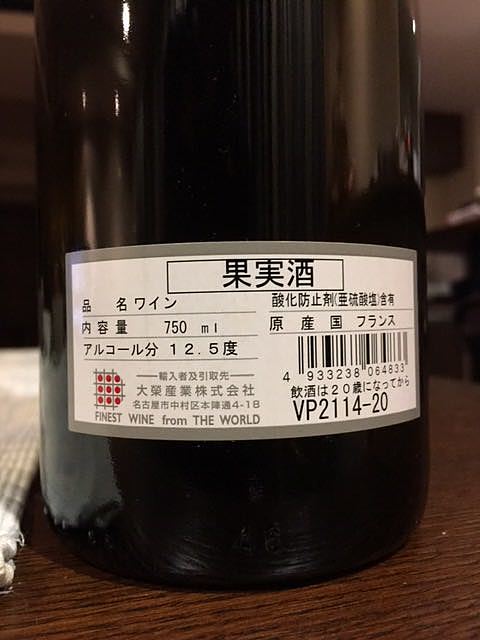 果実酒
品 名 ワイン
内 容 量 750 ml
アルコール分 12.5度
酸化防止剤(亜硫酸塩)含有
原 産 国 フランス
4 933238 064833
飲酒は20歳になってから
VP2114-20
輸入者及引取先
大榮産業株式会社
名古屋市中村区本陣通4-18
FINEST WINE from THE WORLD